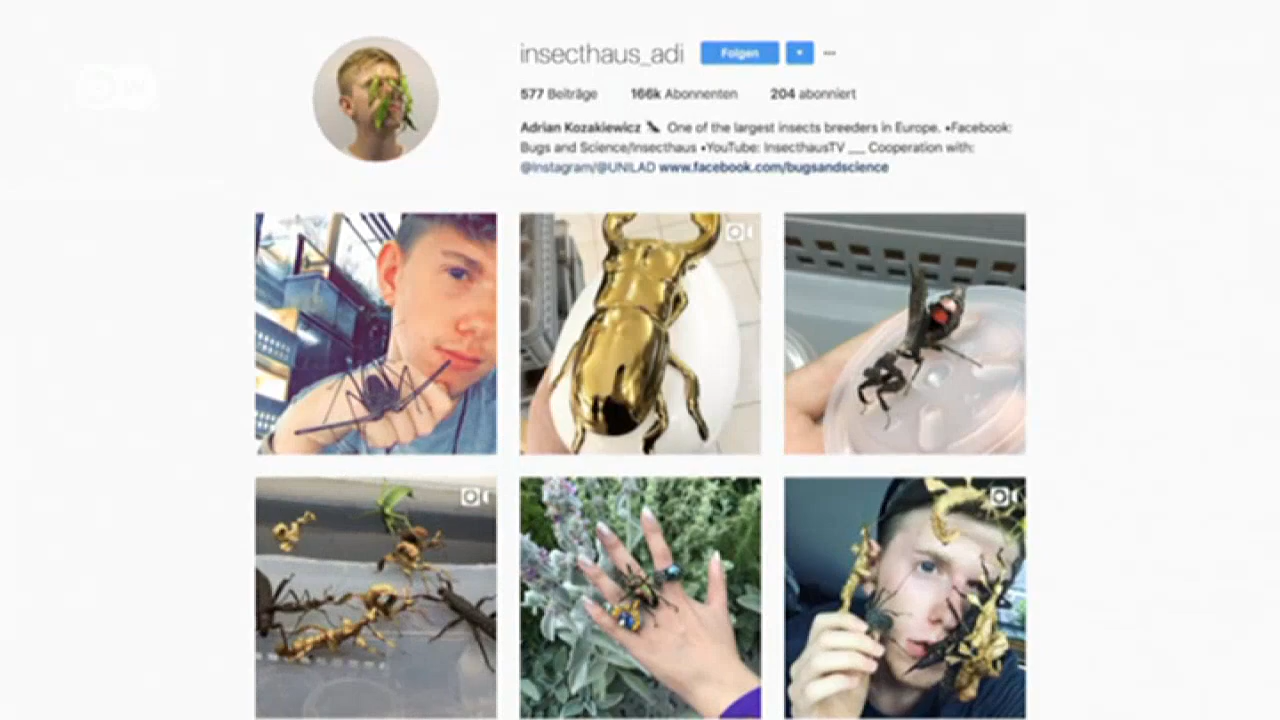 insecthaus_adi Folgen
577 Beiträge 166k Abonnenten 204 abonniert
Adrian Kozakiewicz One of the largest insects breeders in Europe. •Facebook:
Bugs and Science/Insecthaus •YouTube: InsecthausTV ___ Cooperation with:
@Instagram/@UNILAD www.facebook.com/bugsandscience